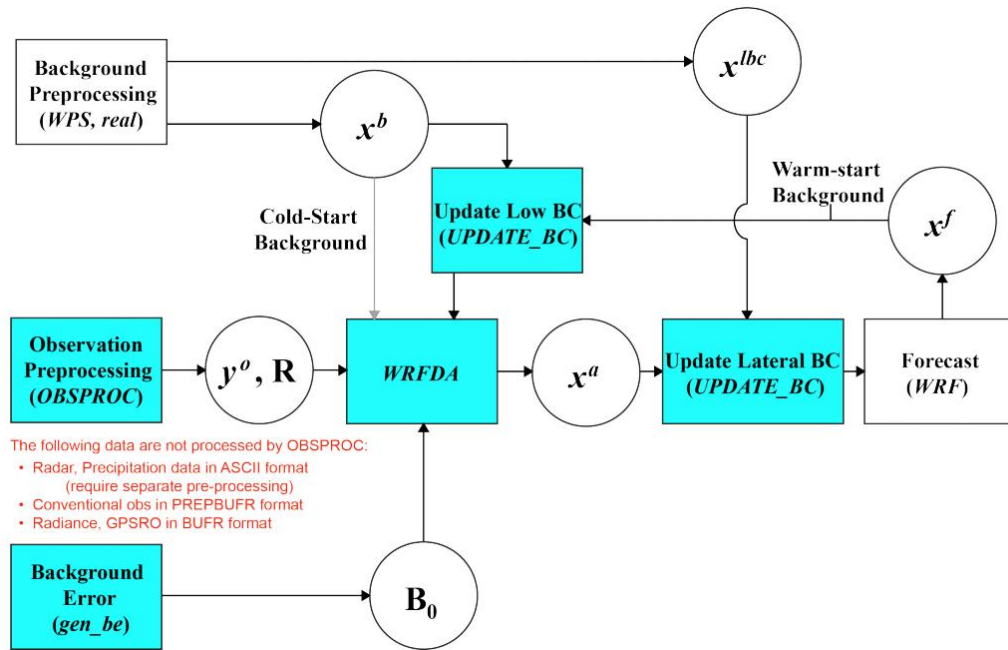 Background
Preprocessing
(WPS, real)
x^b
x^lbc
Cold-Start
Background
Update Low BC
(UPDATE_BC)
Warm-start
Background
x^f
Observation
Preprocessing
(OBSPROC)
y^o, R
WRFDA
x^a
Update Lateral BC
(UPDATE_BC)
Forecast
(WRF)
The following data are not processed by OBSPROC:
• Radar, Precipitation data in ASCII format
(require separate pre-processing)
• Conventional obs in PREPBUFR format
• Radiance, GPSRO in BUFR format
Background
Error
(gen_be)
B₀